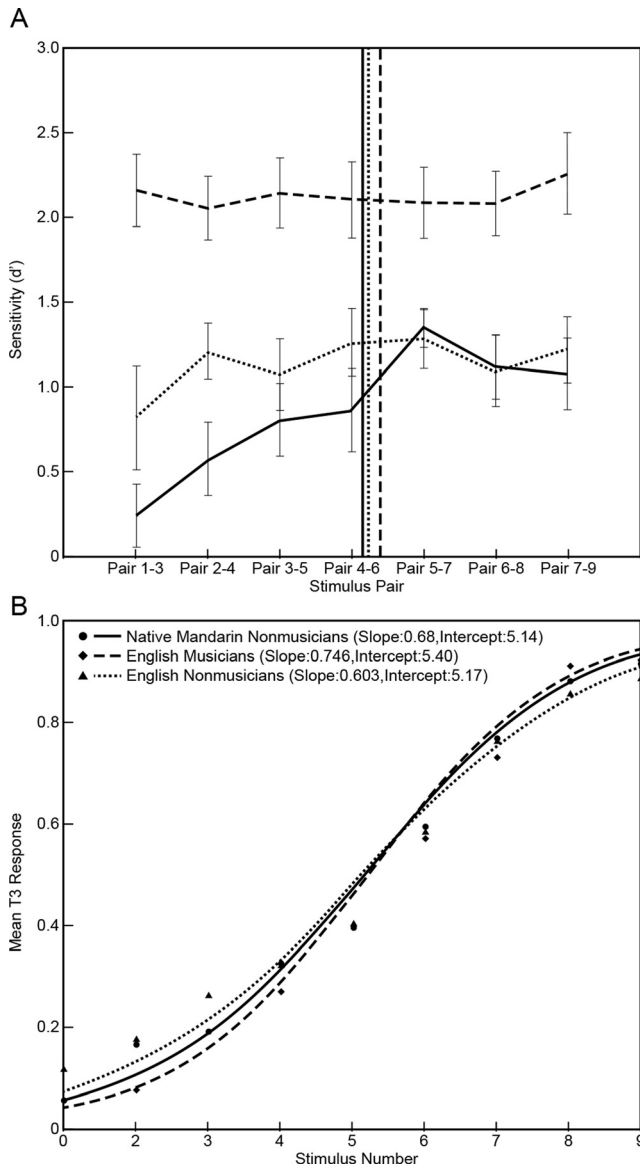 A
3.0
2.5
2.0
1.5
1.0
0.5
0
Sensitivity (d')
Pair 1-3 Pair 2-4 Pair 3-5 Pair 4-6 Pair 5-7 Pair 6-8 Pair 7-9
Stimulus Pair
B
1.0
0.8
0.6
0.4
0.2
0
Mean T3 Response
Native Mandarin Nonmusicians (Slope:0.68,Intercept:5.14)
English Musicians (Slope:0.746,Intercept:5.40)
English Nonmusicians (Slope:0.603,Intercept:5.17)
0 2 3 4 5 6 7 8 9
Stimulus Number